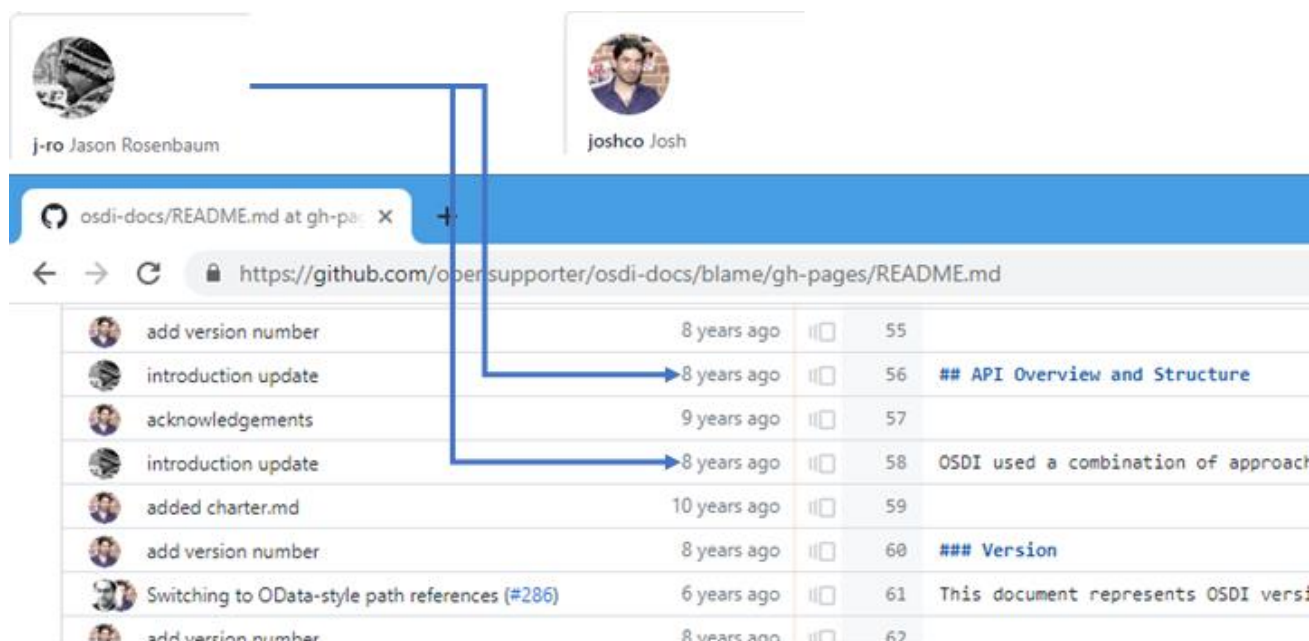 j-ro Jason Rosenbaum
joshco Josh
osdi-docs/README.md at gh-pa
https://github.com/opensupporter/osdi-docs/blame/gh-pages/README.md
add version number 8 years ago 55
introduction update 8 years ago 56 ## API Overview and Structure
acknowledgements 9 years ago 57
introduction update 8 years ago 58 OSDI used a combination of approach
added charter.md 10 years ago 59
add version number 8 years ago 60 ### Version
Switching to OData-style path references (#286) 6 years ago 61 This document represents OSDI versi
add version number 8 years ago 62